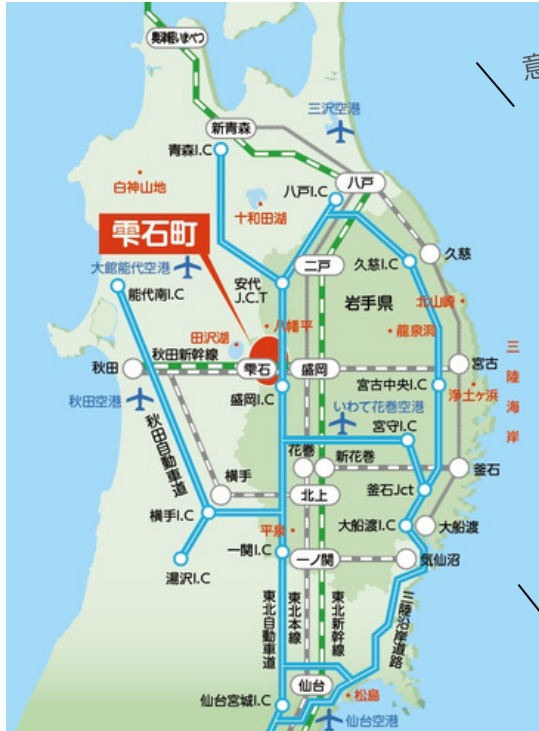 奥津軽いまべつ
意
三沢空港
新青森
青森I.C
白神山地
八戸I.C
八戸
十和田湖
雫石町
二戸
久慈I.C
久慈
大館能代空港
能代南I.C
安代
J.C.T
岩手県
北山崎
八幡平
龍泉洞
田沢湖
秋田新幹線
秋田
雫石
盛岡
宮古
三陸海岸
盛岡I.C
宮古中央I.C
浄土ヶ浜
秋田空港
いわて花巻空港
宮守I.C
秋田自動車道
花巻
新花巻
釜石
横手
北上
釜石Jct
横手I.C
平泉
大船渡I.C
大船渡
一関I.C
一ノ関
気仙沼
湯沢I.C
東北自動車道
東北本線
東北新幹線
三陸沿岸道路
仙台
松島
仙台宮城I.C
仙台空港